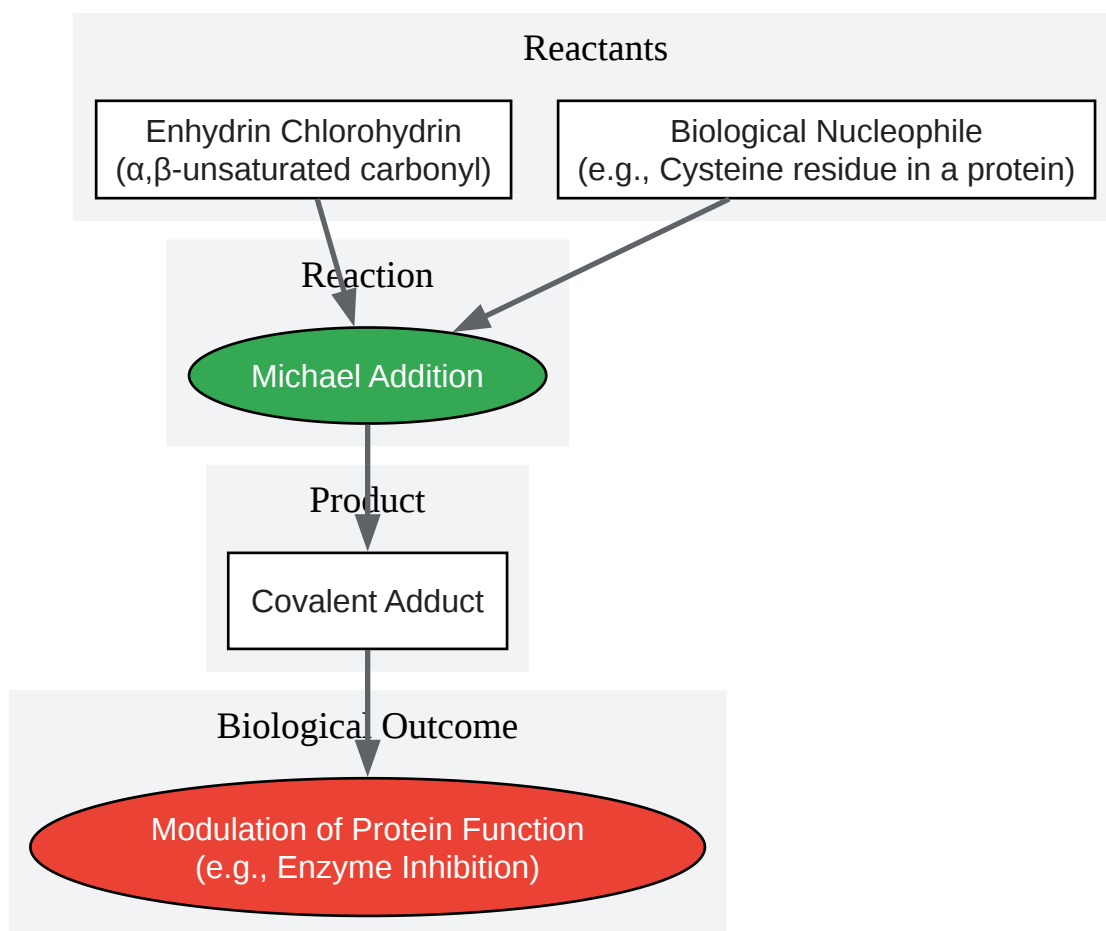 Reactants
Enhydrin Chlorohydrin
(α,β-unsaturated carbonyl)
Biological Nucleophile
(e.g., Cysteine residue in a protein)
Reaction
Michael Addition
Product
Covalent Adduct
Biological Outcome
Modulation of Protein Function
(e.g., Enzyme Inhibition)